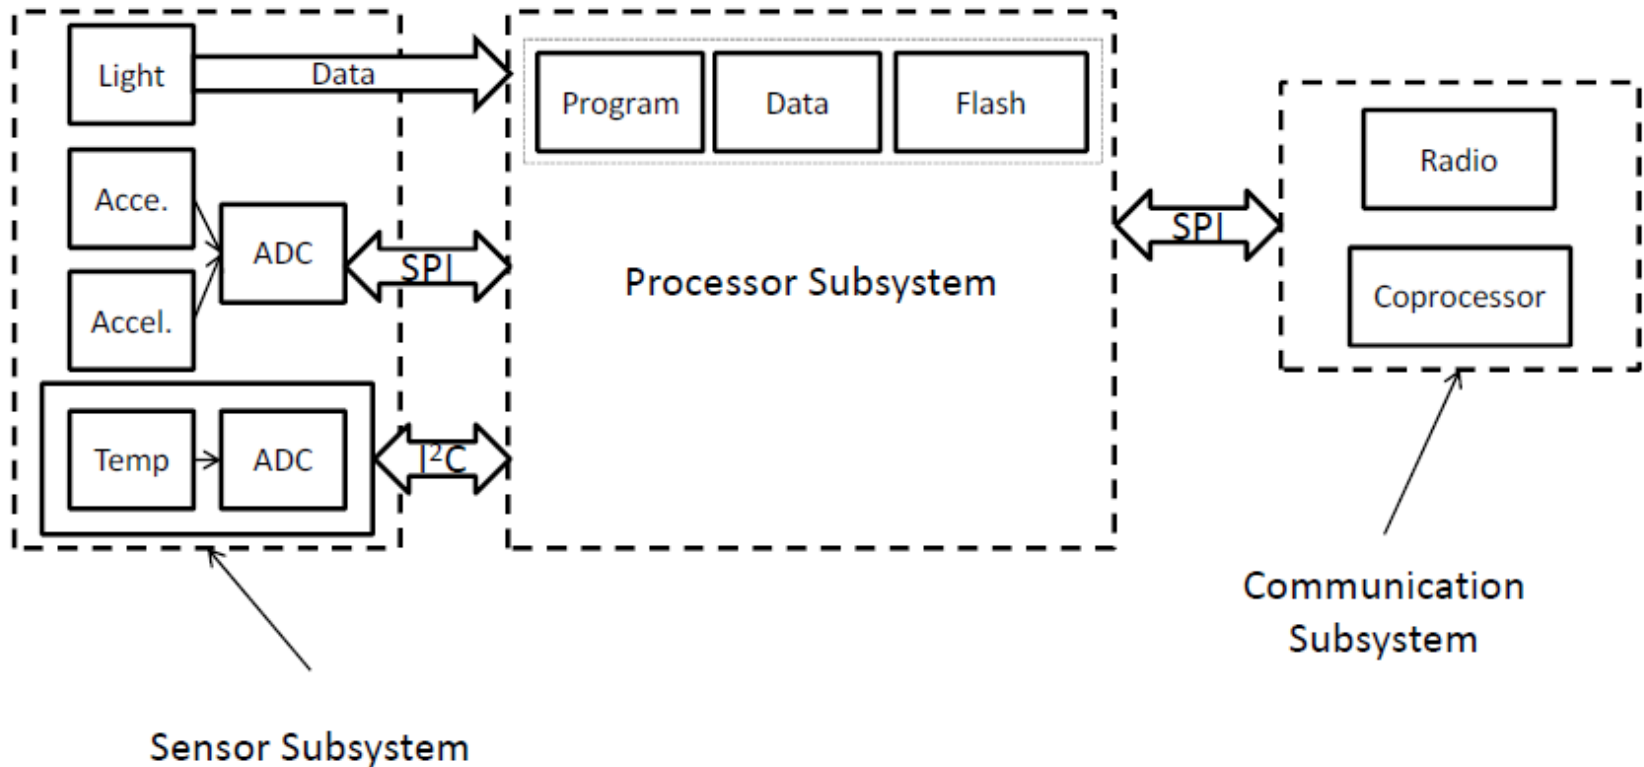 Light
Data
Program
Data
Flash
Radio
Acce.
ADC
SPI
SPI
Processor Subsystem
Accel.
Coprocessor
Temp
ADC
I²C
Communication
Subsystem
Sensor Subsystem